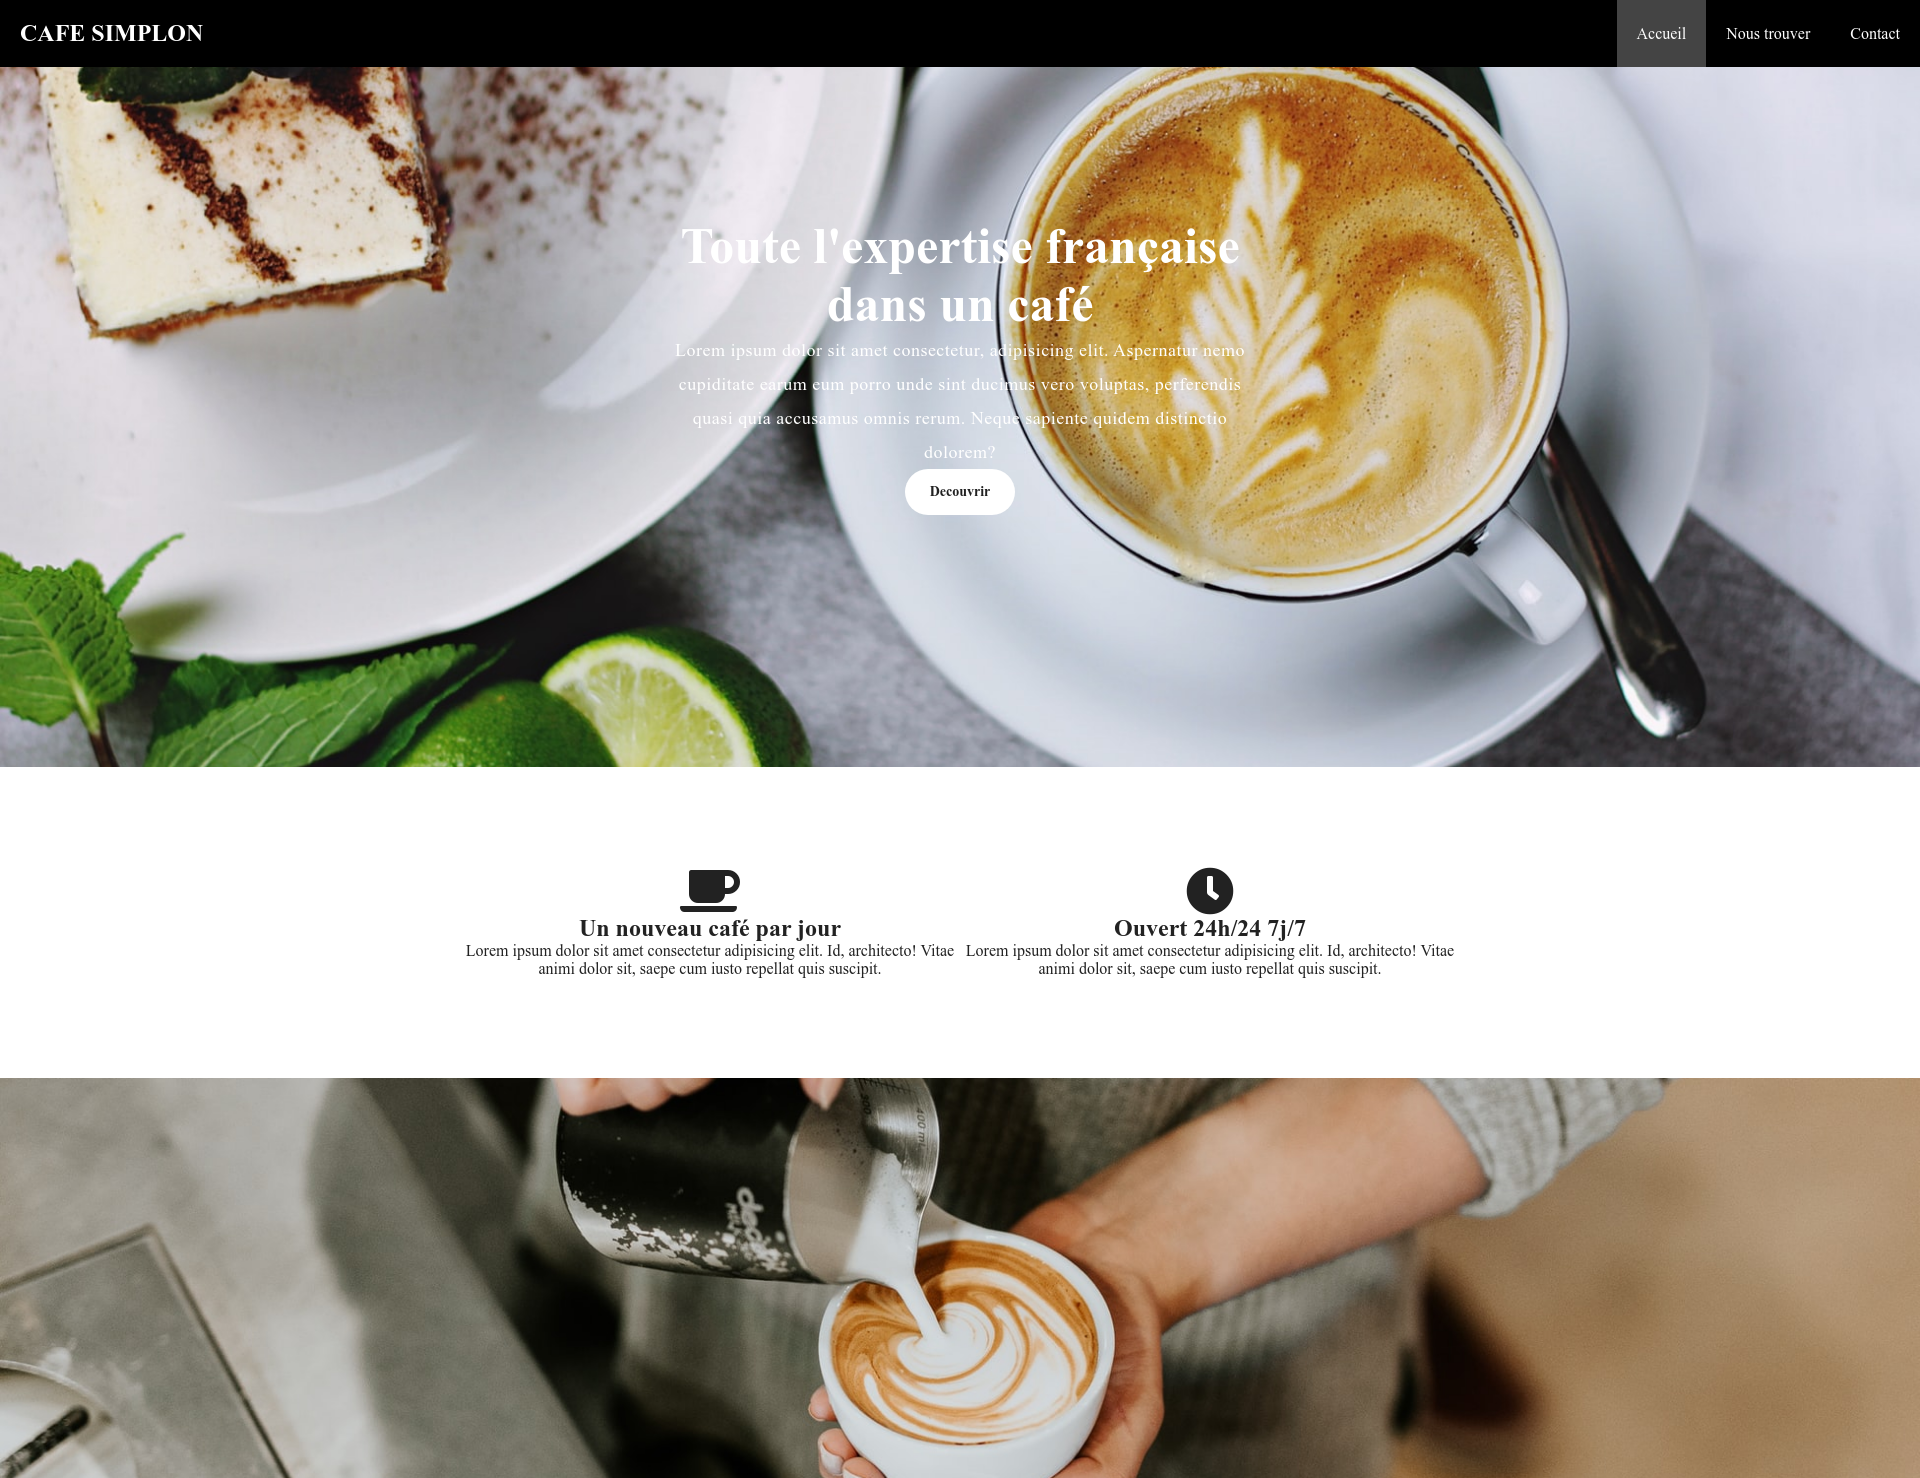 CAFE SIMPLON
Accueil
Nous trouver
Contact
Edizione Cappuccino
Toute l'expertise française
dans un café
Lorem ipsum dolor sit amet consectetur, adipisicing elit. Aspernatur nemo
cupiditate earum eum porro unde sint ducimus vero voluptas, perferendis
quasi quia accusamus omnis rerum. Neque sapiente quidem distinctio
dolorem?
Decouvrir
Un nouveau café par jour
Lorem ipsum dolor sit amet consectetur adipisicing elit. Id, architecto! Vitae
animi dolor sit, saepe cum iusto repellat quis suscipit.
Ouvert 24h/24 7j/7
Lorem ipsum dolor sit amet consectetur adipisicing elit. Id, architecto! Vitae
animi dolor sit, saepe cum iusto repellat quis suscipit.
400 ml